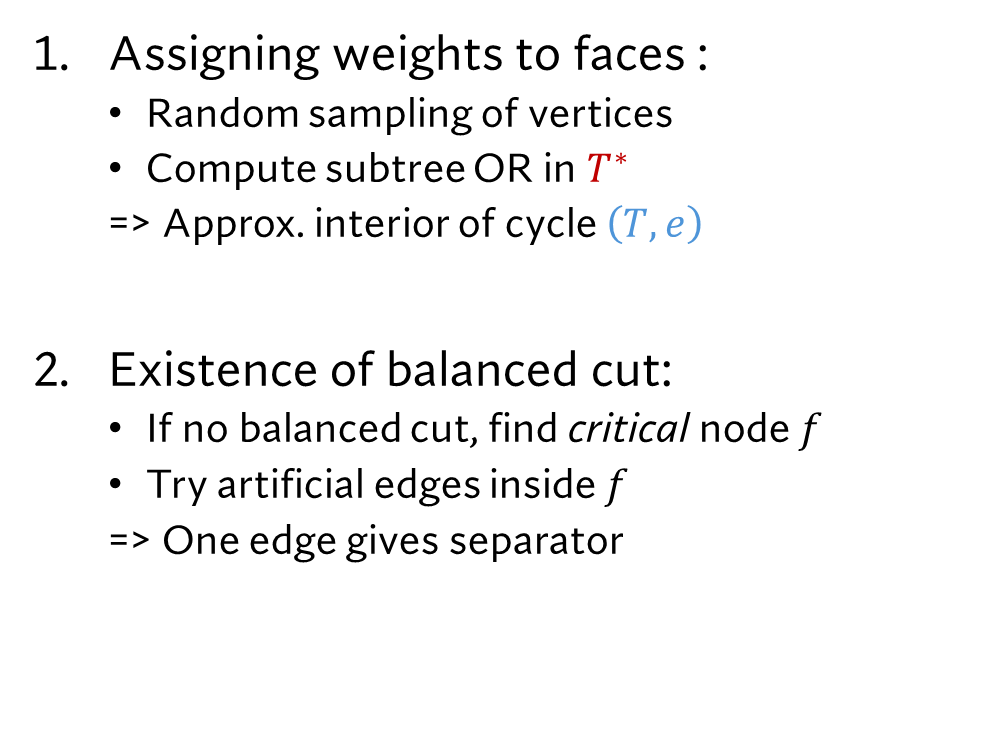 1. Assigning weights to faces :
• Random sampling of vertices
• Compute subtree OR in T*
=> Approx. interior of cycle (T, e)
2. Existence of balanced cut:
• If no balanced cut, find critical node f
• Try artificial edges inside f
=> One edge gives separator